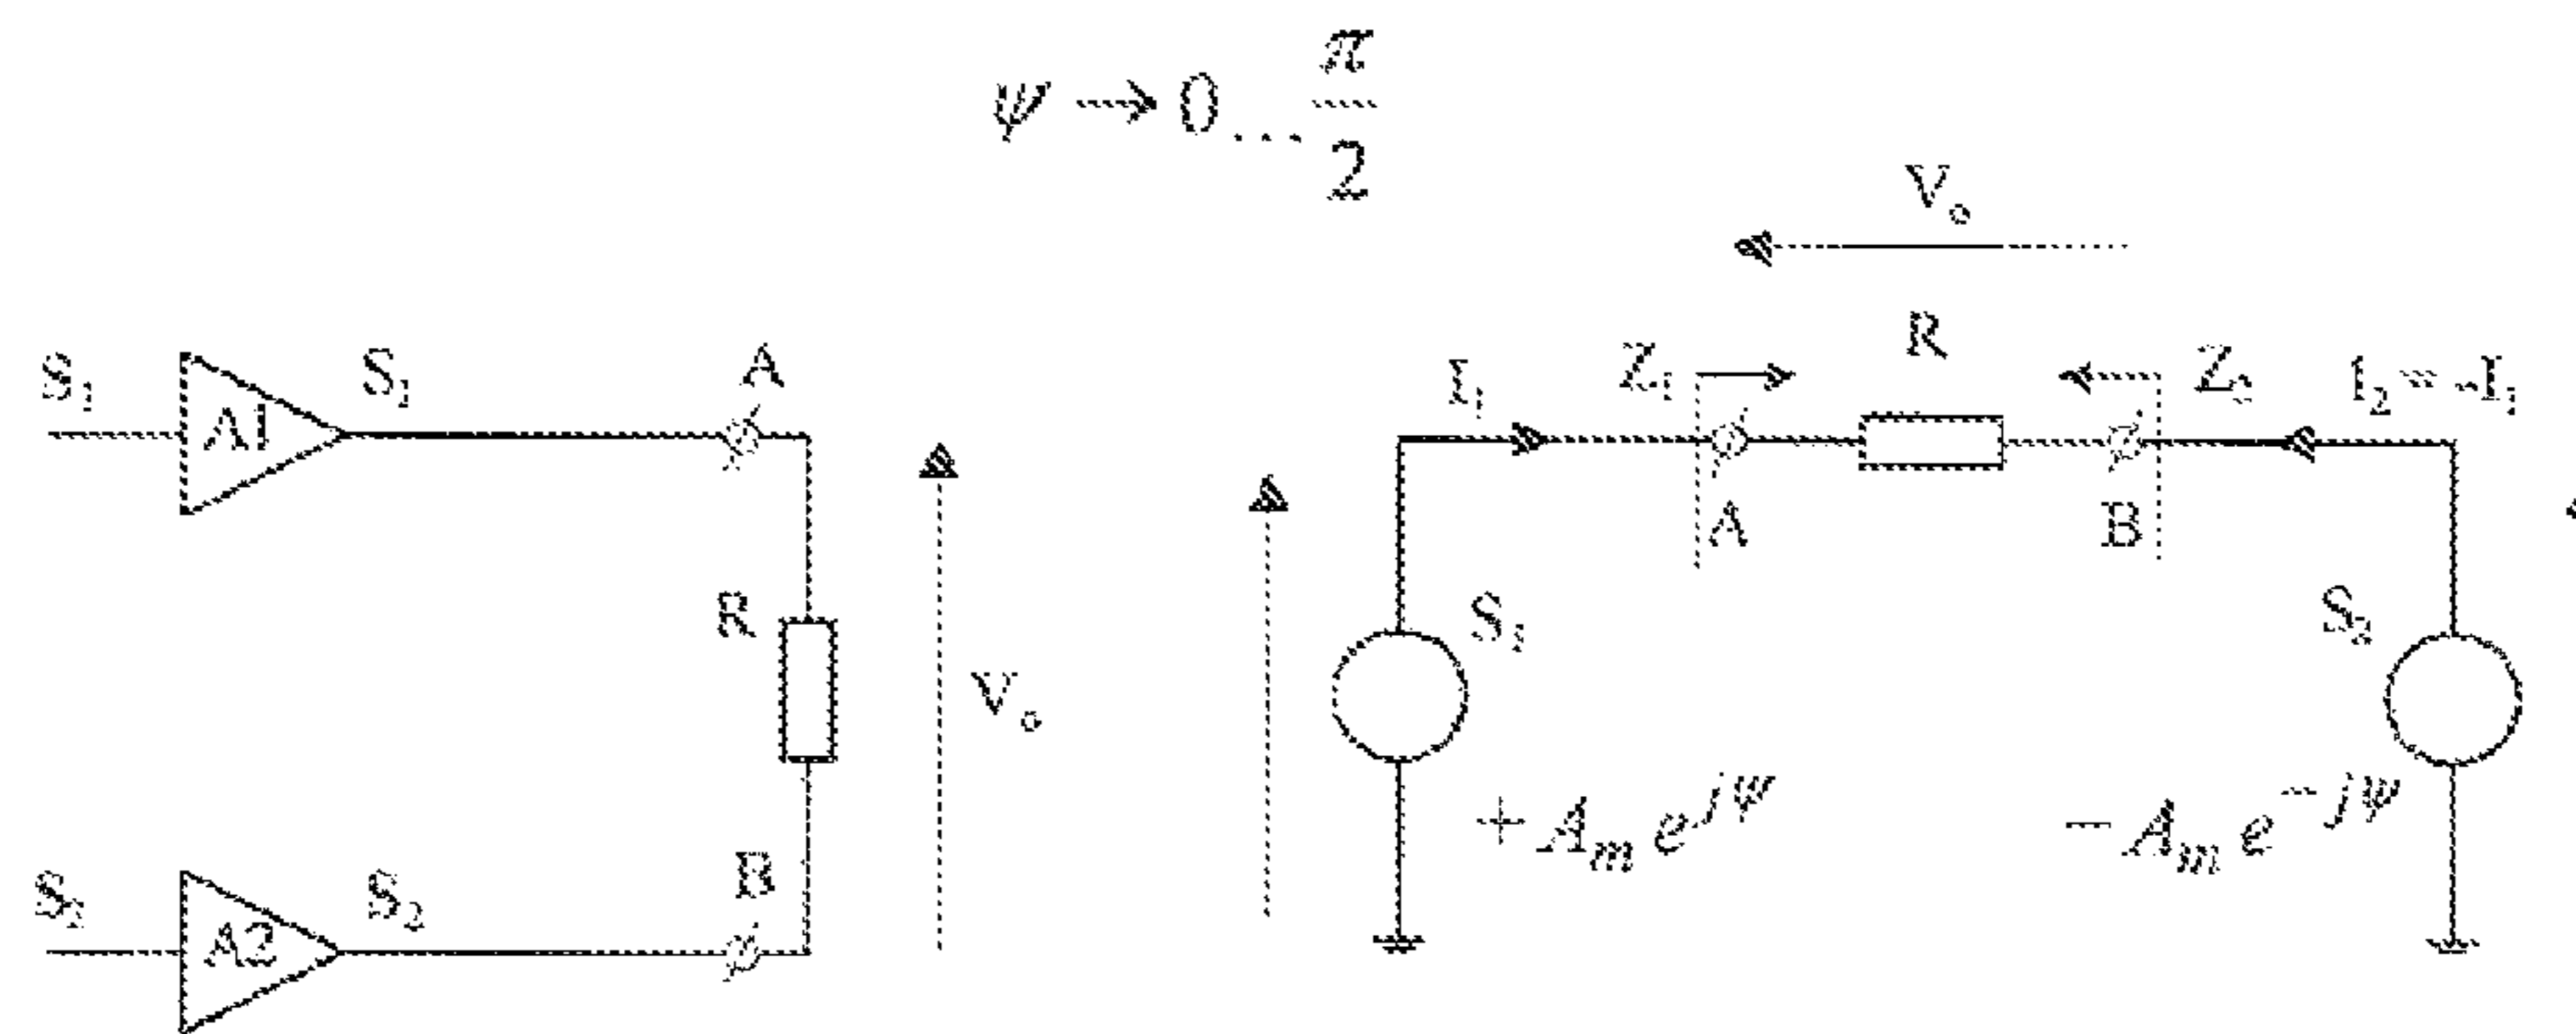 ψ → 0...π/2
V₀
S₁ A1 S₁ A
R
V₀
S₂ A2 S₂ B
I₁ Z₁ R Z₂ I₂ = -I₁
A B
S₁ S₂
+A_m e^{jψ} -A_m e^{-jψ}